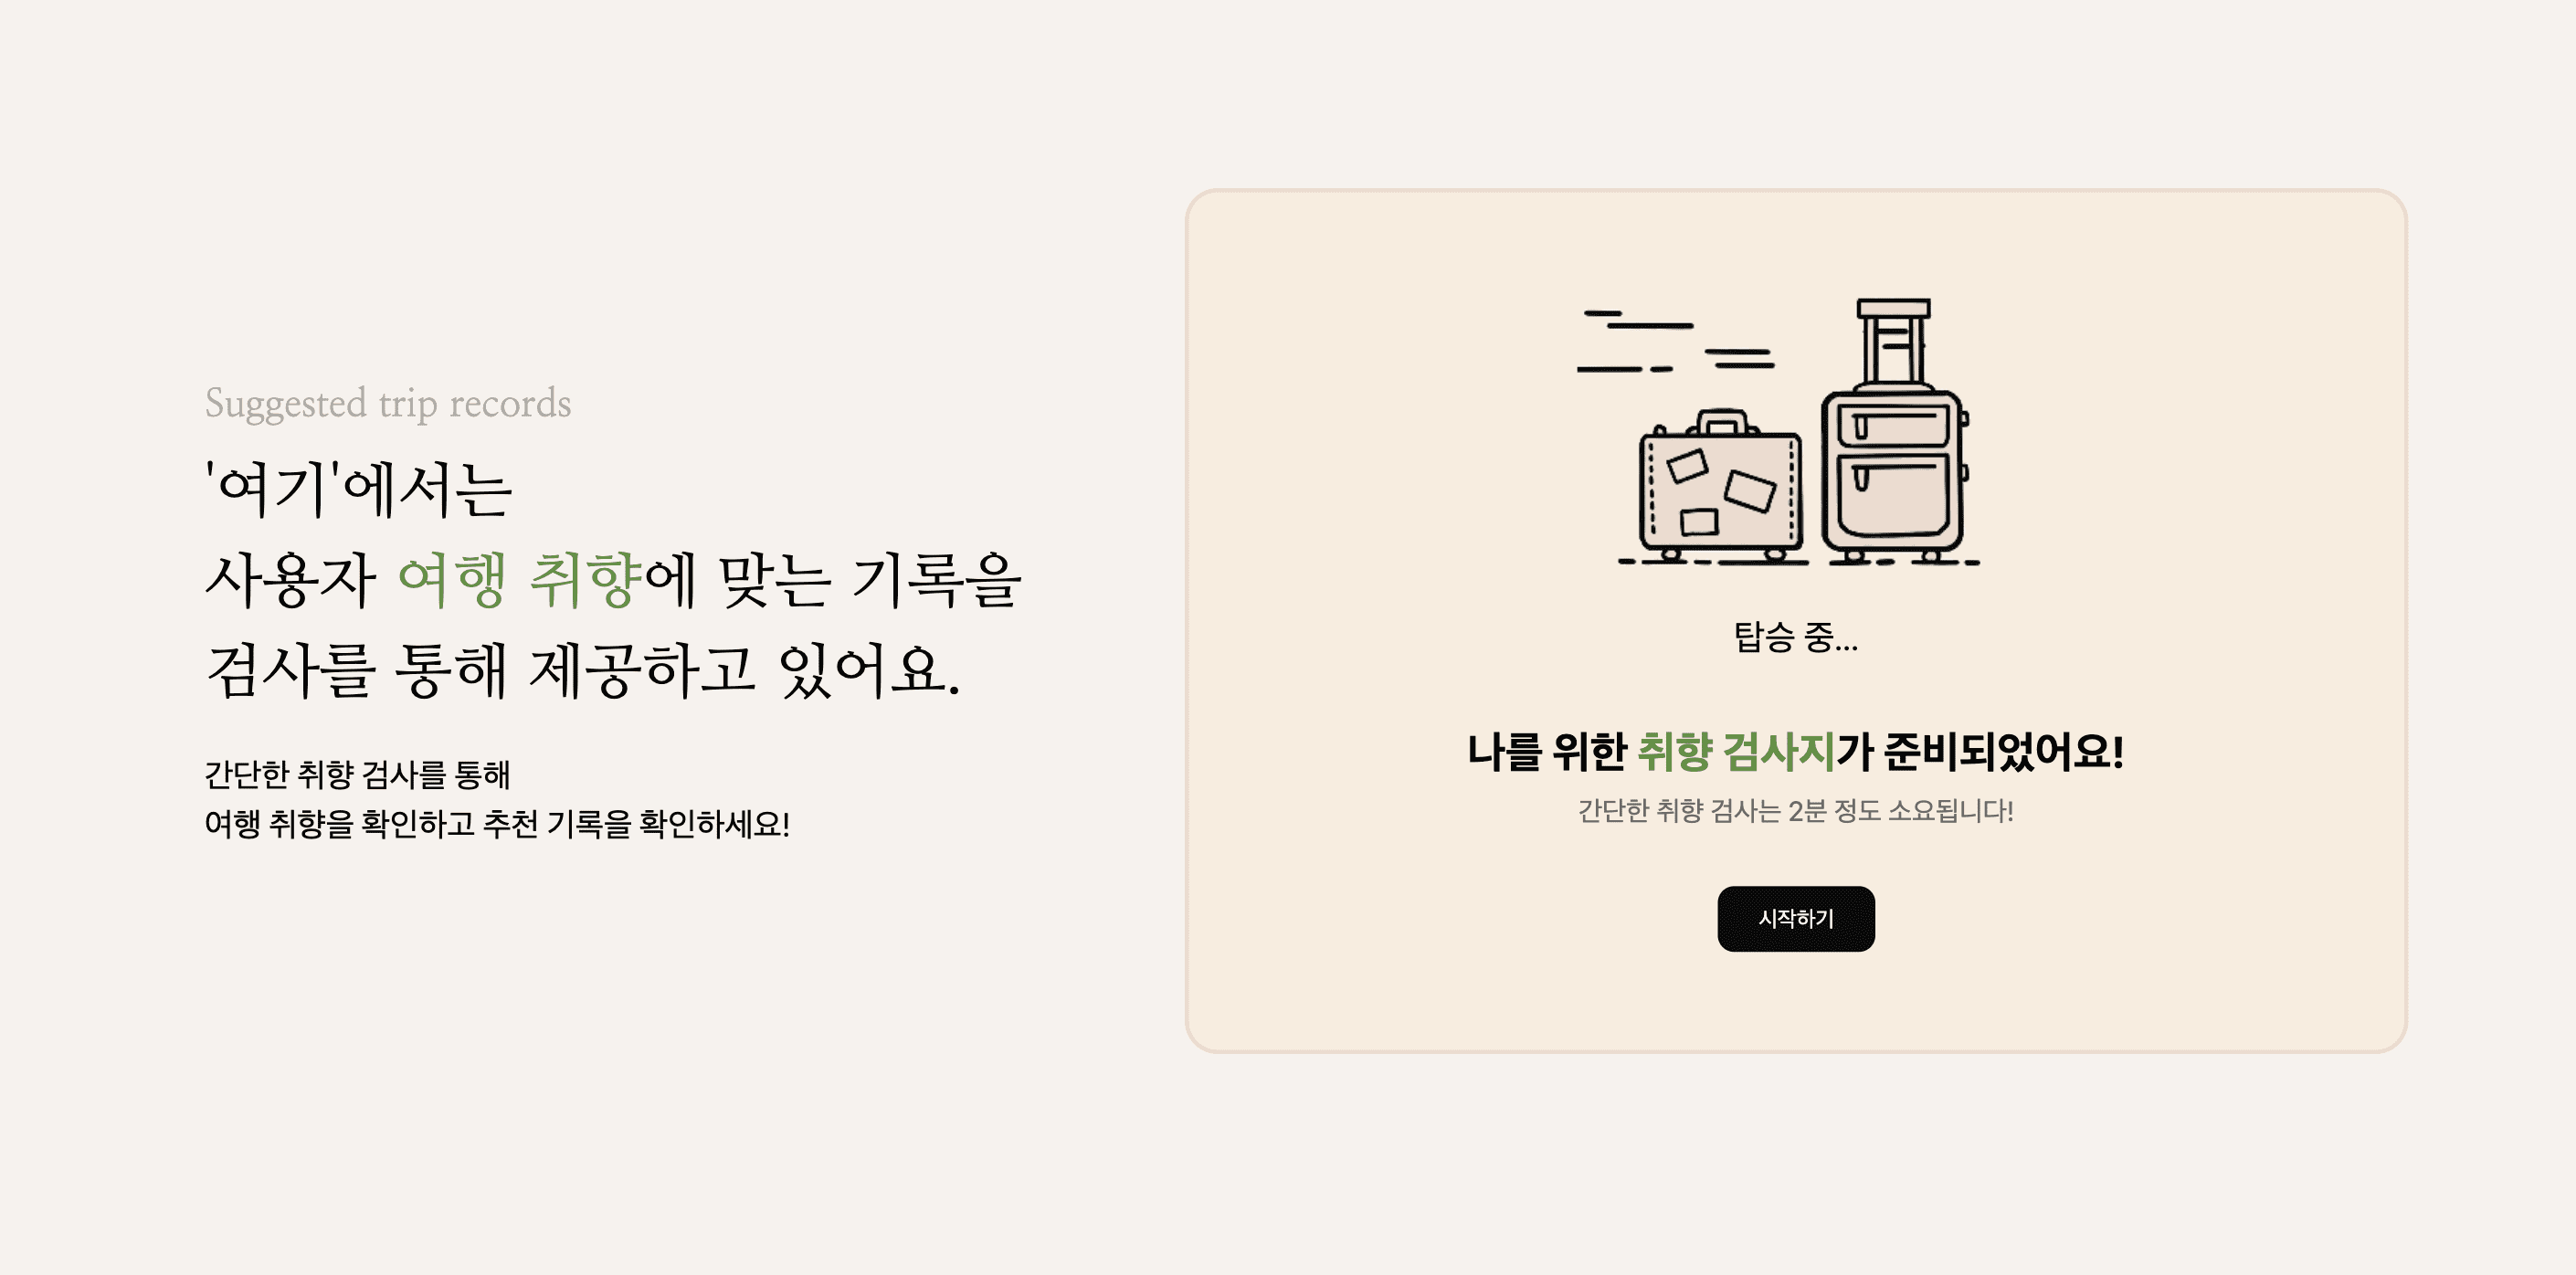 Suggested trip records
'여기'에서는
사용자 여행 취향에 맞는 기록을
검사를 통해 제공하고 있어요.
간단한 취향 검사를 통해
여행 취향을 확인하고 추천 기록을 확인하세요!
탑승 중...
나를 위한 취향 검사지가 준비되었어요!
간단한 취향 검사는 2분 정도 소요됩니다!
시작하기